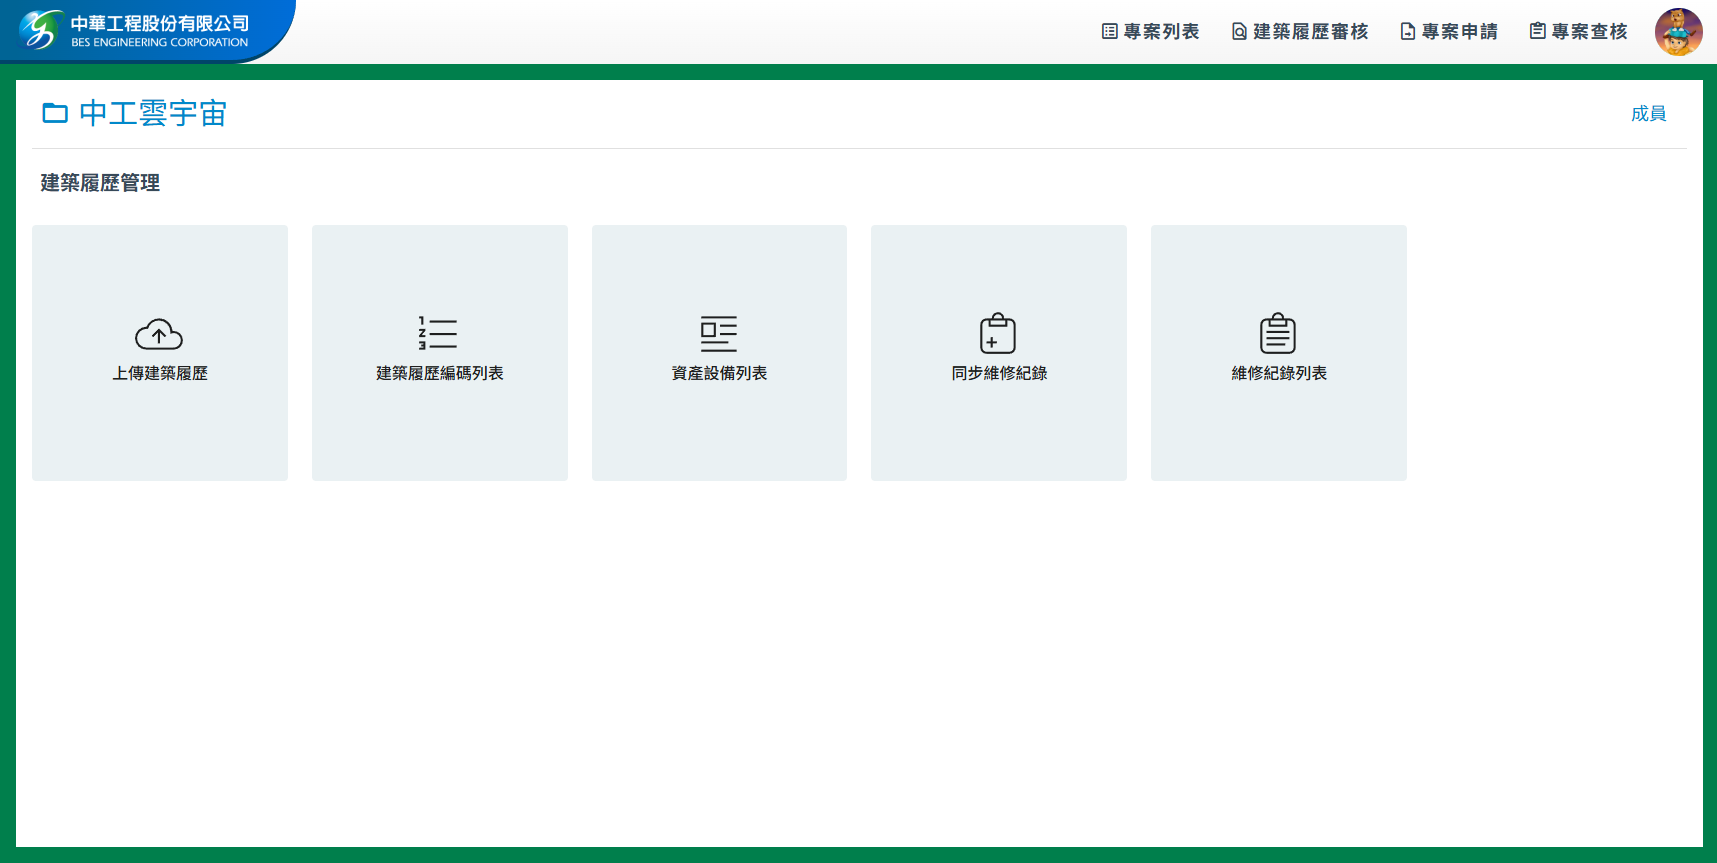 中華工程股份有限公司
BES ENGINEERING CORPORATION
專案列表
建築履歷審核
專案申請
專案查核
中工雲宇宙
成員
建築履歷管理
上傳建築履歷
建築履歷編碼列表
資產設備列表
同步維修紀錄
維修紀錄列表